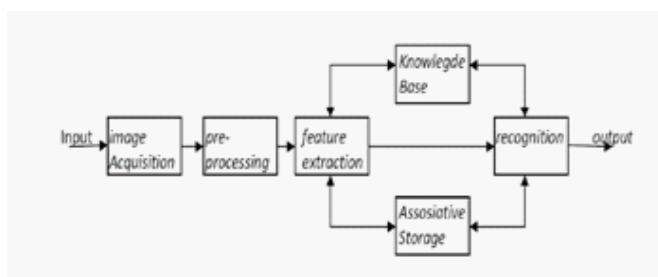 Knowlegde
Base
Input
image
Acquisition
pre-
processing
feature
extraction
recognition
output
Assosiative
Storage